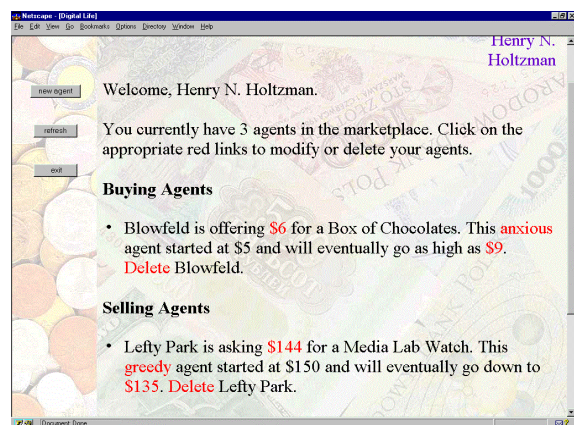 Netscape - [Digital Life]
File Edit View Go Bookmarks Options Directory Window Help
Henry N.
Holtzman
new agent
Welcome, Henry N. Holtzman.
refresh
You currently have 3 agents in the marketplace. Click on the
appropriate red links to modify or delete your agents.
exit
Buying Agents
• Blowfeld is offering $6 for a Box of Chocolates. This anxious
agent started at $5 and will eventually go as high as $9.
Delete Blowfeld.
Selling Agents
• Lefty Park is asking $144 for a Media Lab Watch. This
greedy agent started at $150 and will eventually go down to
$135. Delete Lefty Park.
Document: Done